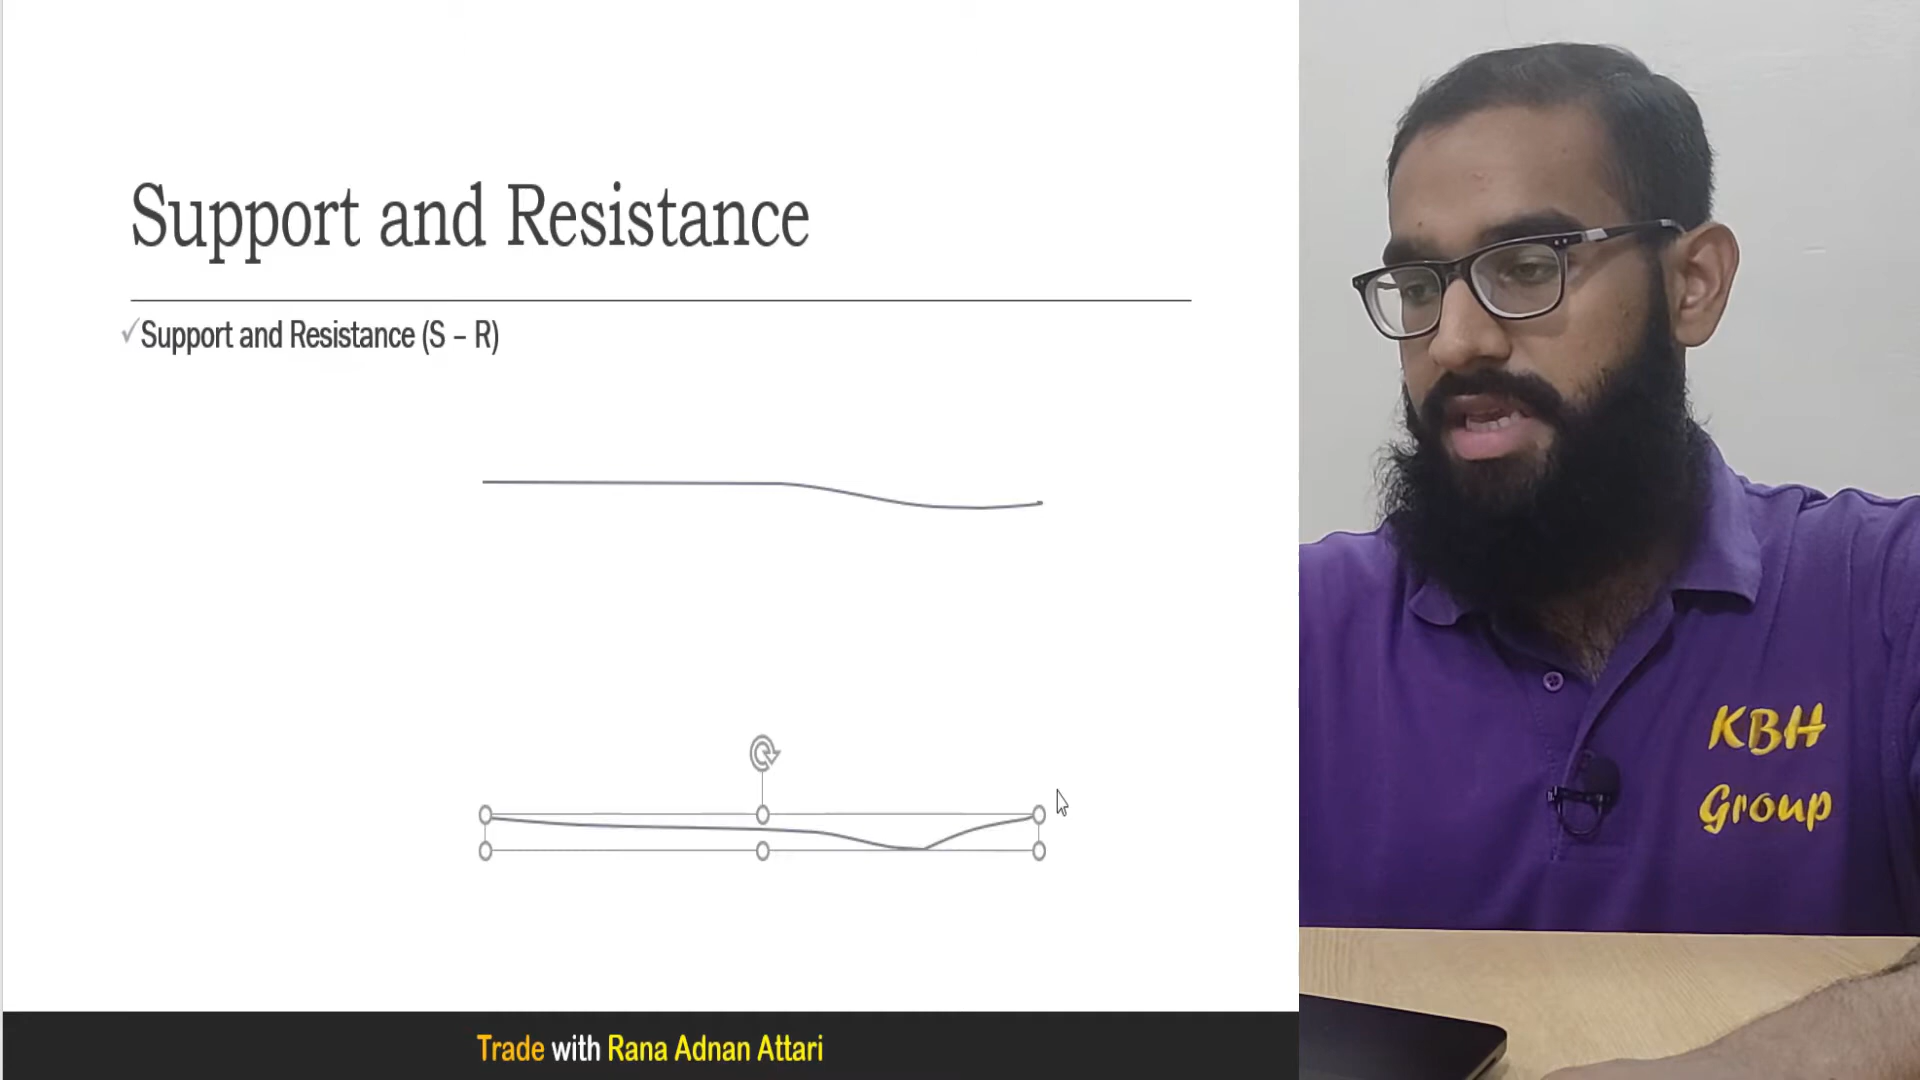 Support and Resistance
Support and Resistance (S – R)
KBH
Group
Trade with Rana Adnan Attari